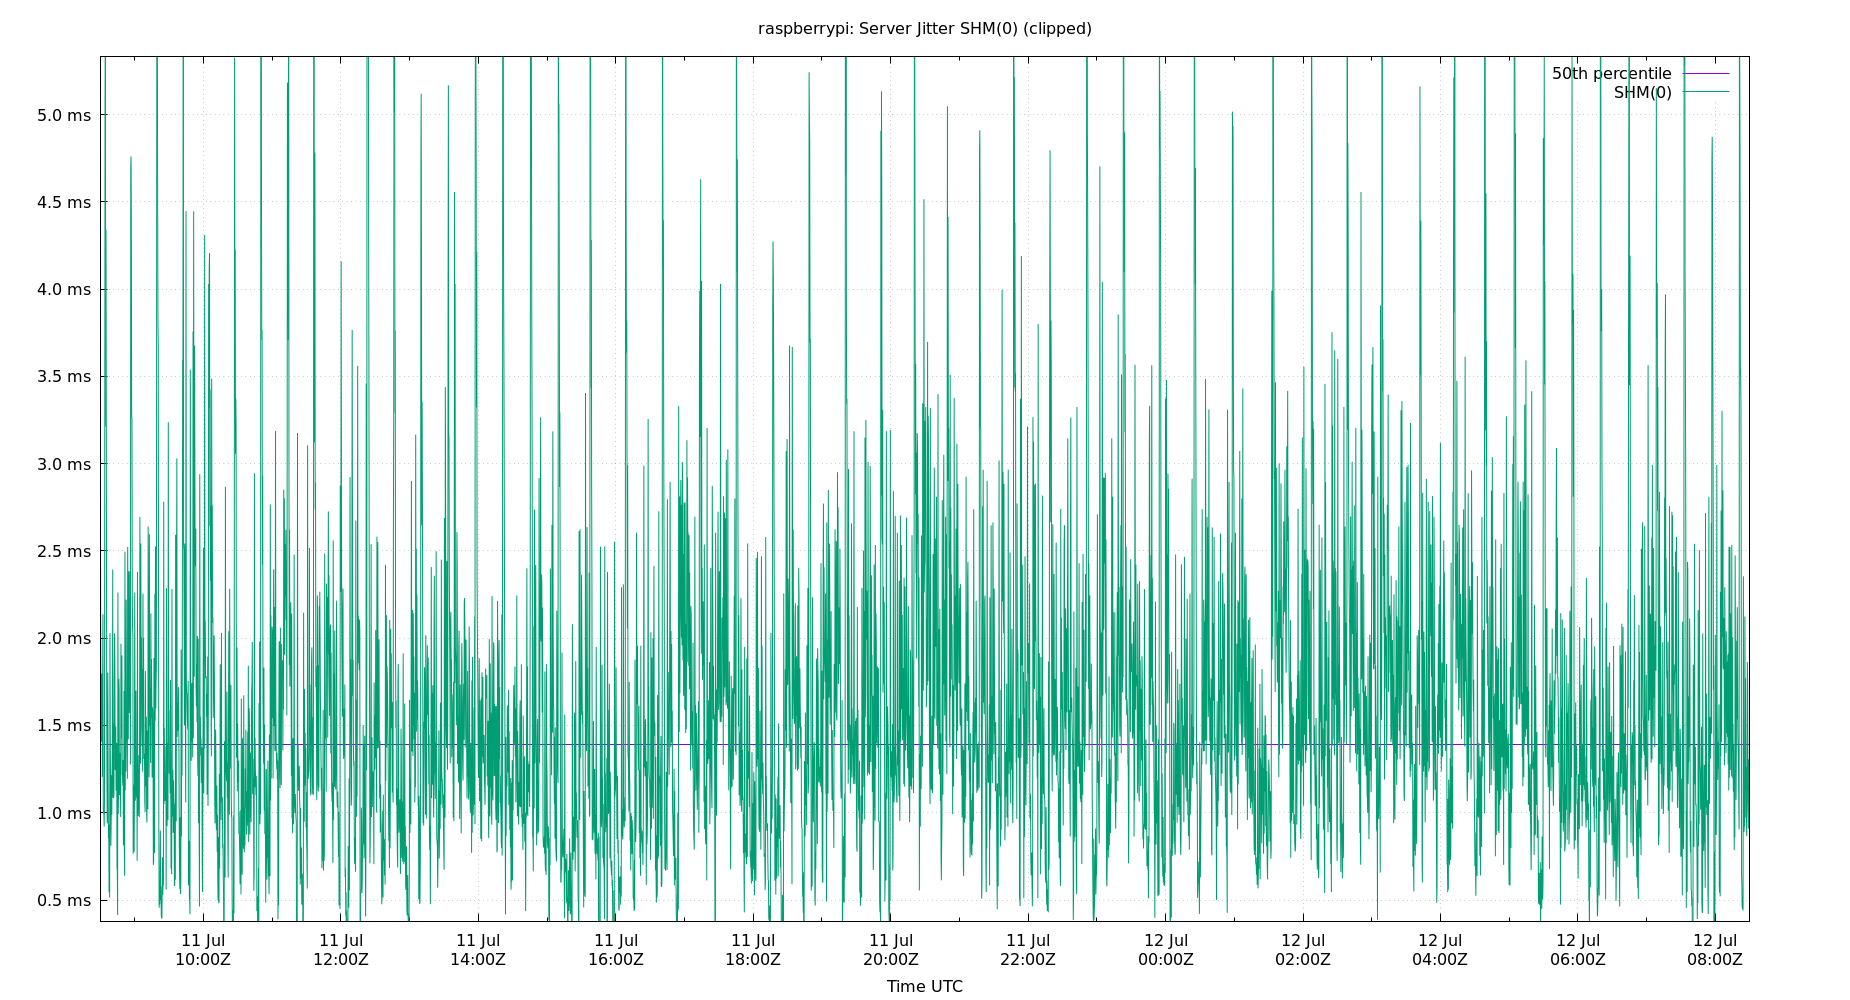 raspberrypi: Server Jitter SHM(0) (clipped)
50th percentile
SHM(0)
5.0 ms
4.5 ms
4.0 ms
3.5 ms
3.0 ms
2.5 ms
2.0 ms
1.5 ms
1.0 ms
0.5 ms
11 Jul 11 Jul 11 Jul 11 Jul 11 Jul 11 Jul 11 Jul 12 Jul 12 Jul 12 Jul 12 Jul 12 Jul
10:00Z 12:00Z 14:00Z 16:00Z 18:00Z 20:00Z 22:00Z 00:00Z 02:00Z 04:00Z 06:00Z 08:00Z
Time UTC